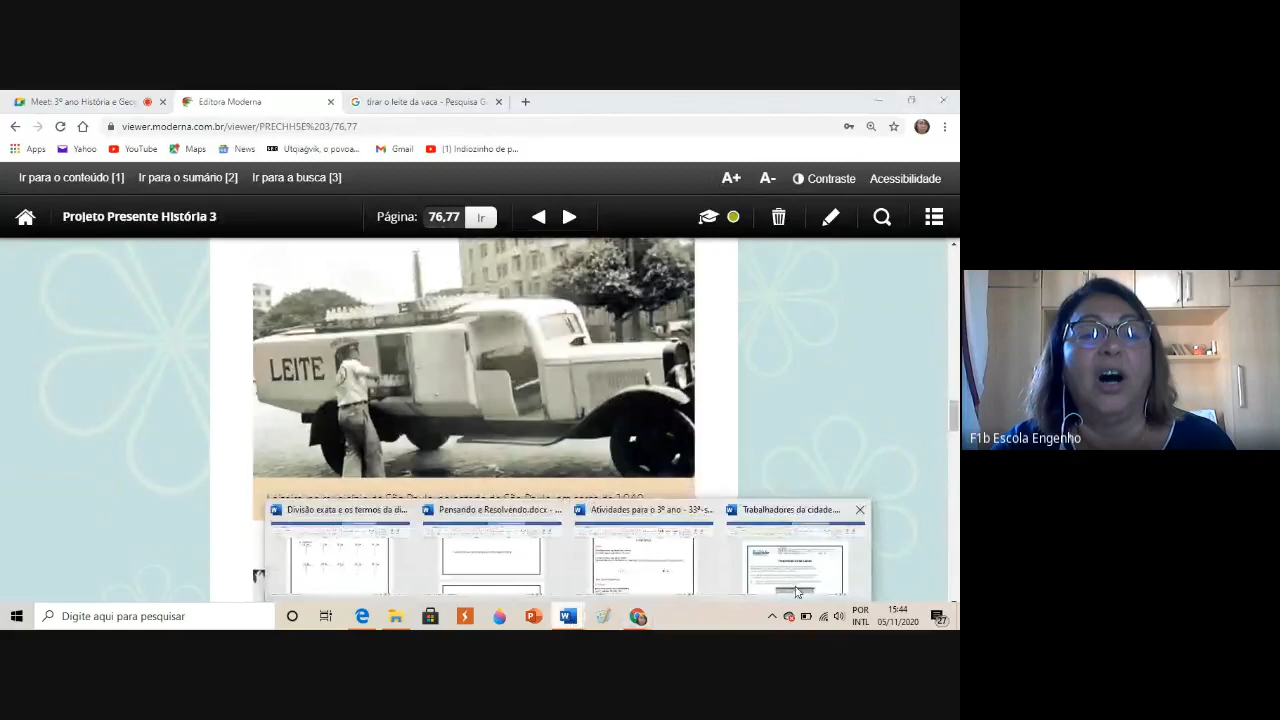 Meet: 3º ano História e Geo
Editora Moderna
tirar o leite da vaca - Pesquisa G
viewer.moderna.com.br/viewer/PRECHHSE%203/76,77
Apps
Yahoo
YouTube
Maps
News
Utqiaġvik, o povoa...
Gmail
(1) Indiozinho de p...
Ir para o conteúdo [1]
Ir para o sumário [2]
Ir para a busca [3]
A+
A-
Contraste
Acessibilidade
Projeto Presente História 3
Página:
76,77
Ir
LEITE
F1b Escola Engenho
Divisão exata e os termos da di...
Pensando e Resolvendo.docx - ...
Atividades para o 3º ano - 33ª-s...
Trabalhadores da cidade....
Digite aqui para pesquisar
POR
INTL
15:44
05/11/2020
27